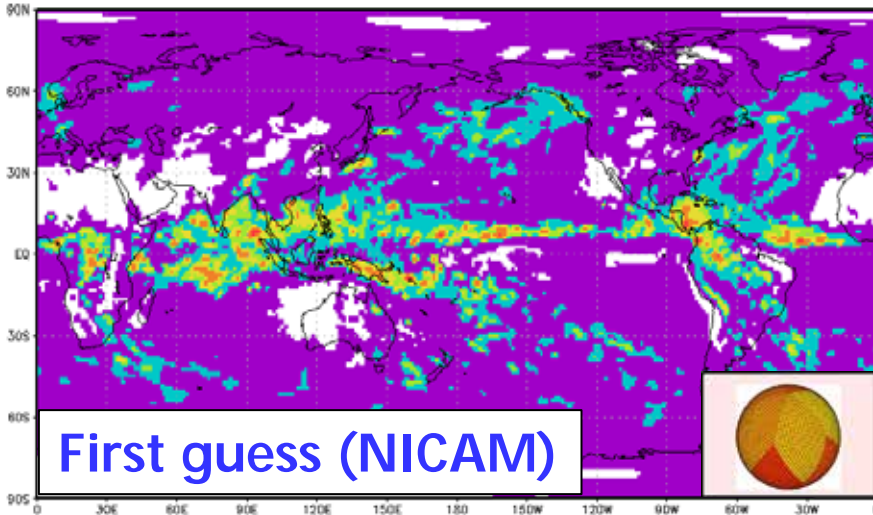 90N
60N
30N
EQ
30S
60S
90S
First guess (NICAM)
0 30E 60E 90E 120E 150E 180 150W 120W 90W 60W 30W